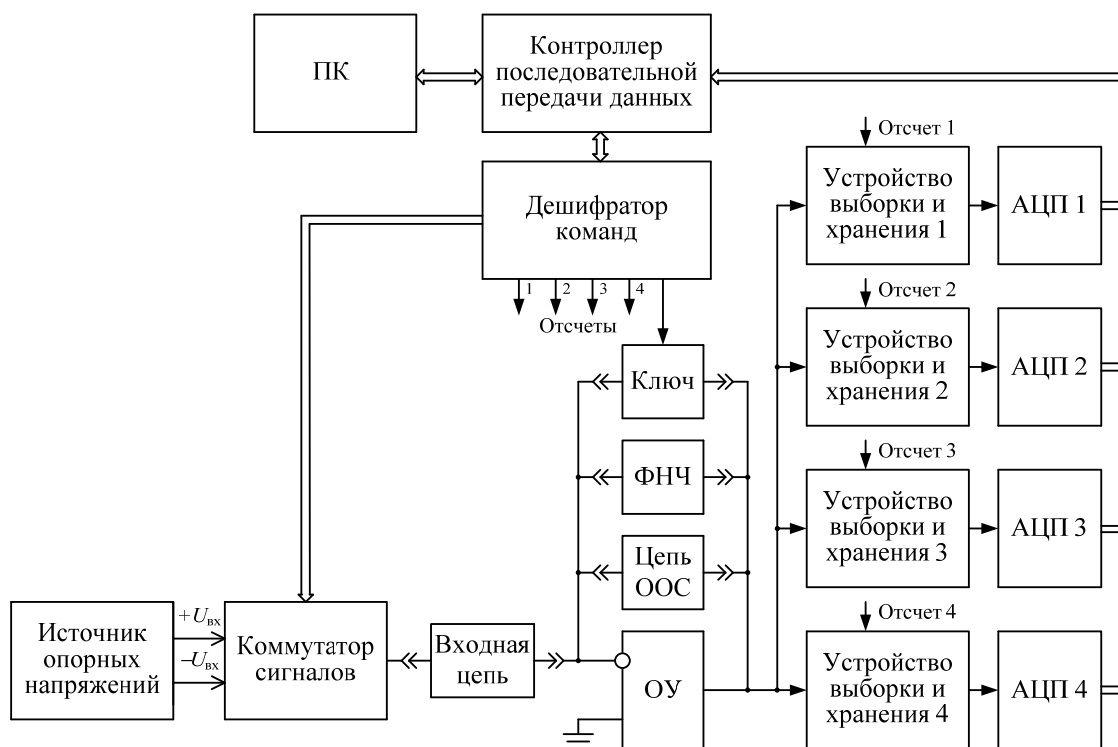 ПК
Контроллер
последовательной
передачи данных
Отсчет 1
Устройство
выборки и
хранения 1
АЦП 1
Дешифратор
команд
1
2
3
4
Отсчеты
Отсчет 2
Устройство
выборки и
хранения 2
АЦП 2
Ключ
ФНЧ
Отсчет 3
Устройство
выборки и
хранения 3
АЦП 3
Цепь
ООС
Источник
опорных
напряжений
+Uвх
–Uвх
Коммутатор
сигналов
Входная
цепь
ОУ
Отсчет 4
Устройство
выборки и
хранения 4
АЦП 4